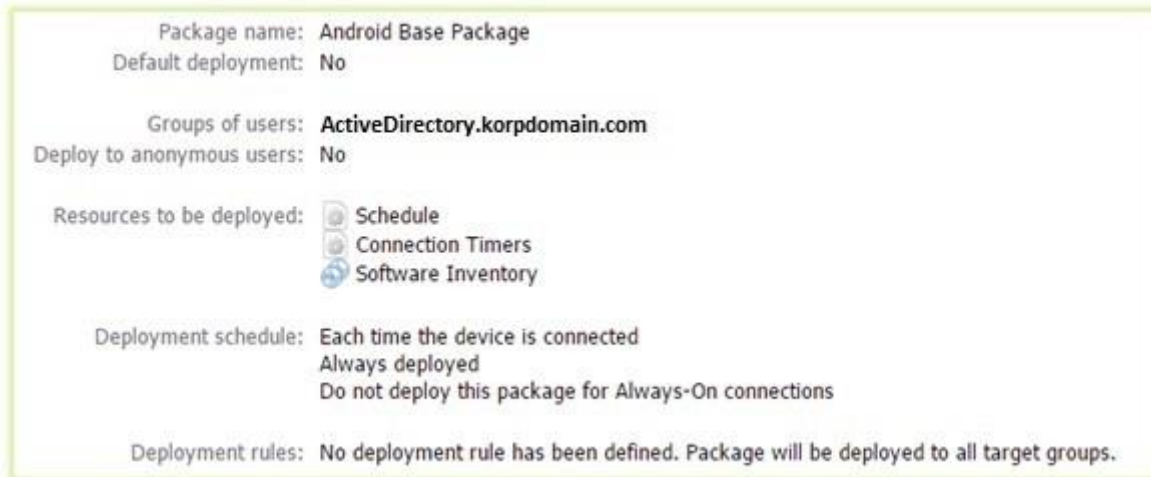 Package name: Android Base Package
Default deployment: No
Groups of users: ActiveDirectory.korpdomain.com
Deploy to anonymous users: No
Resources to be deployed: Schedule
Connection Timers
Software Inventory
Deployment schedule: Each time the device is connected
Always deployed
Do not deploy this package for Always-On connections
Deployment rules: No deployment rule has been defined. Package will be deployed to all target groups.